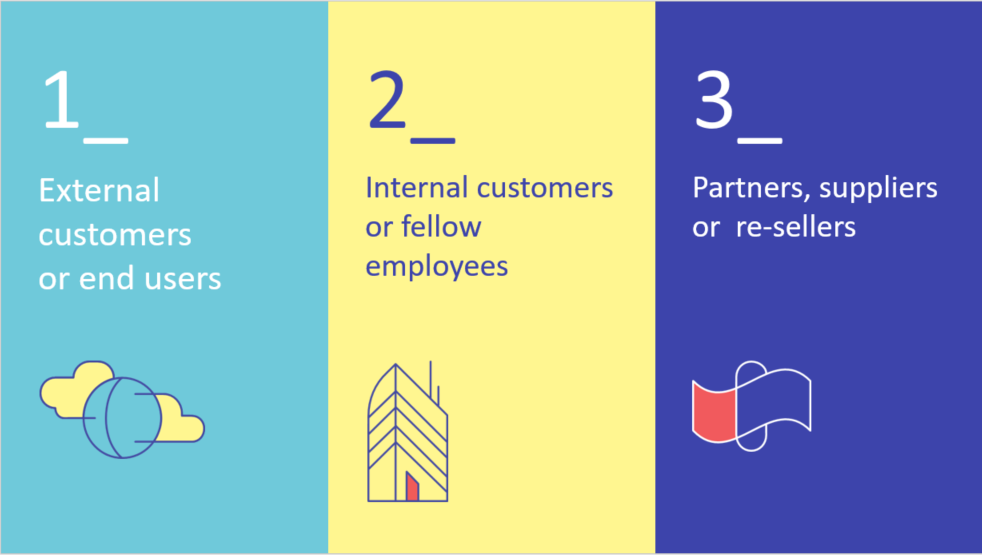 1_
External
customers
or end users
2_
Internal customers
or fellow
employees
3_
Partners, suppliers
or  re-sellers